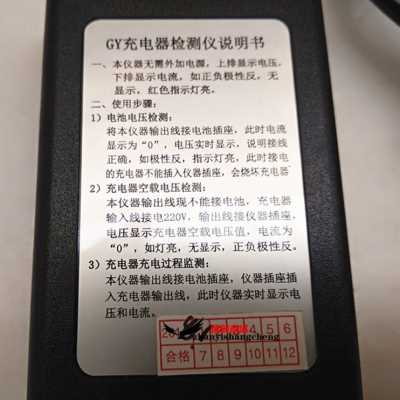 GY充电器检测仪说明书
一、本仪器无需外加电源，上排显示电压，
下排显示电流，如正负极性反，无
显示，红色指示灯亮。
二、使用步骤：
1）电池电压检测：
将本仪器输出线接电池插座，此时电流
显示为“0”，电压实时显示，说明接线
正确，如极性反，指示灯亮，此时接电
的充电器不能插入仪器插座，会烧坏充电器
2）充电器空载电压检测：
本仪器输出线现不能接电池，充电器
输入线接电220V，输出线接仪器插座，
电压显示充电器空载电压值，电流为
“0”，如灯亮，无显示，正负极性反。
3）充电器充电过程监测：
本仪器输出线接电池插座，仪器插座插
入充电器输出线，此时仪器实时显示电
压和电流。
4 5 6
合格 7 8 9 10 11 12